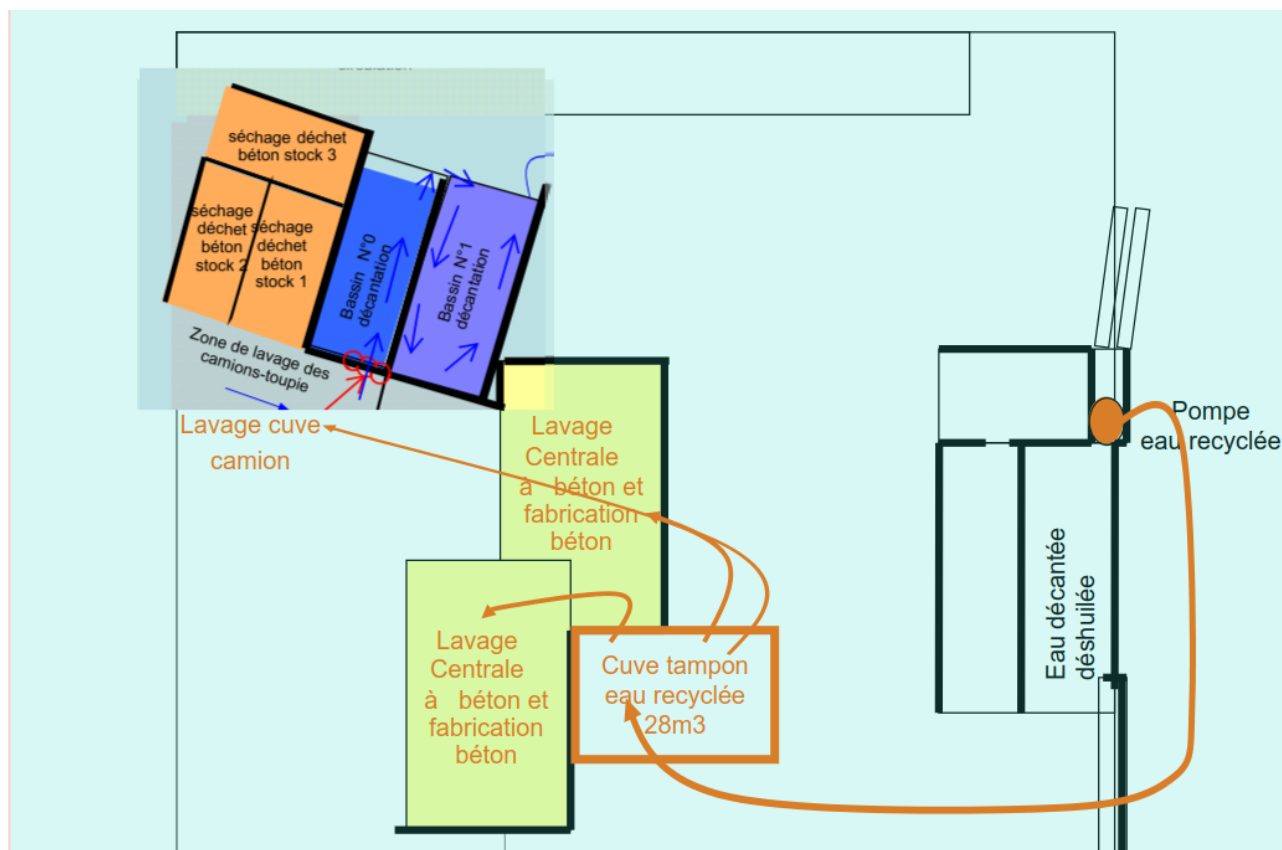 circulation
séchage déchet
béton stock 3
séchage
déchet
béton
stock 2
séchage
déchet
béton
stock 1
Bassin N°0
décantation
Bassin N°1
décantation
Zone de lavage des
camions-toupie
Lavage cuve
camion
Lavage
Centrale
à béton et
fabrication
béton
Pompe
eau recyclée
Eau décantée
déshuilée
Lavage
Centrale
à béton et
fabrication
béton
Cuve tampon
eau recyclée
28m3